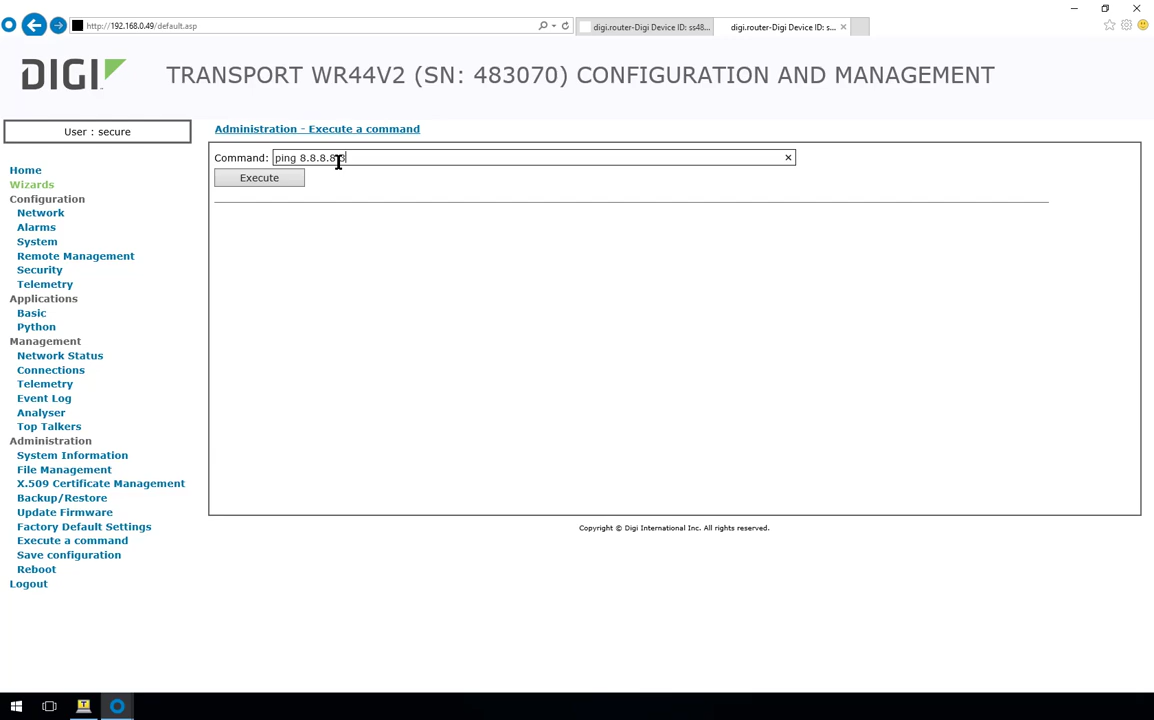 http://192.168.0.49/default.asp
digi.router-Digi Device ID: ss48...
digi.router-Digi Device ID: s...
DIGI
TRANSPORT WR44V2 (SN: 483070) CONFIGURATION AND MANAGEMENT
User : secure
Administration - Execute a command
Command: ping 8.8.8.8
Execute
Home
Wizards
Configuration
Network
Alarms
System
Remote Management
Security
Telemetry
Applications
Basic
Python
Management
Network Status
Connections
Telemetry
Event Log
Analyser
Top Talkers
Administration
System Information
File Management
X.509 Certificate Management
Backup/Restore
Update Firmware
Factory Default Settings
Execute a command
Save configuration
Reboot
Logout
Copyright © Digi International Inc. All rights reserved.